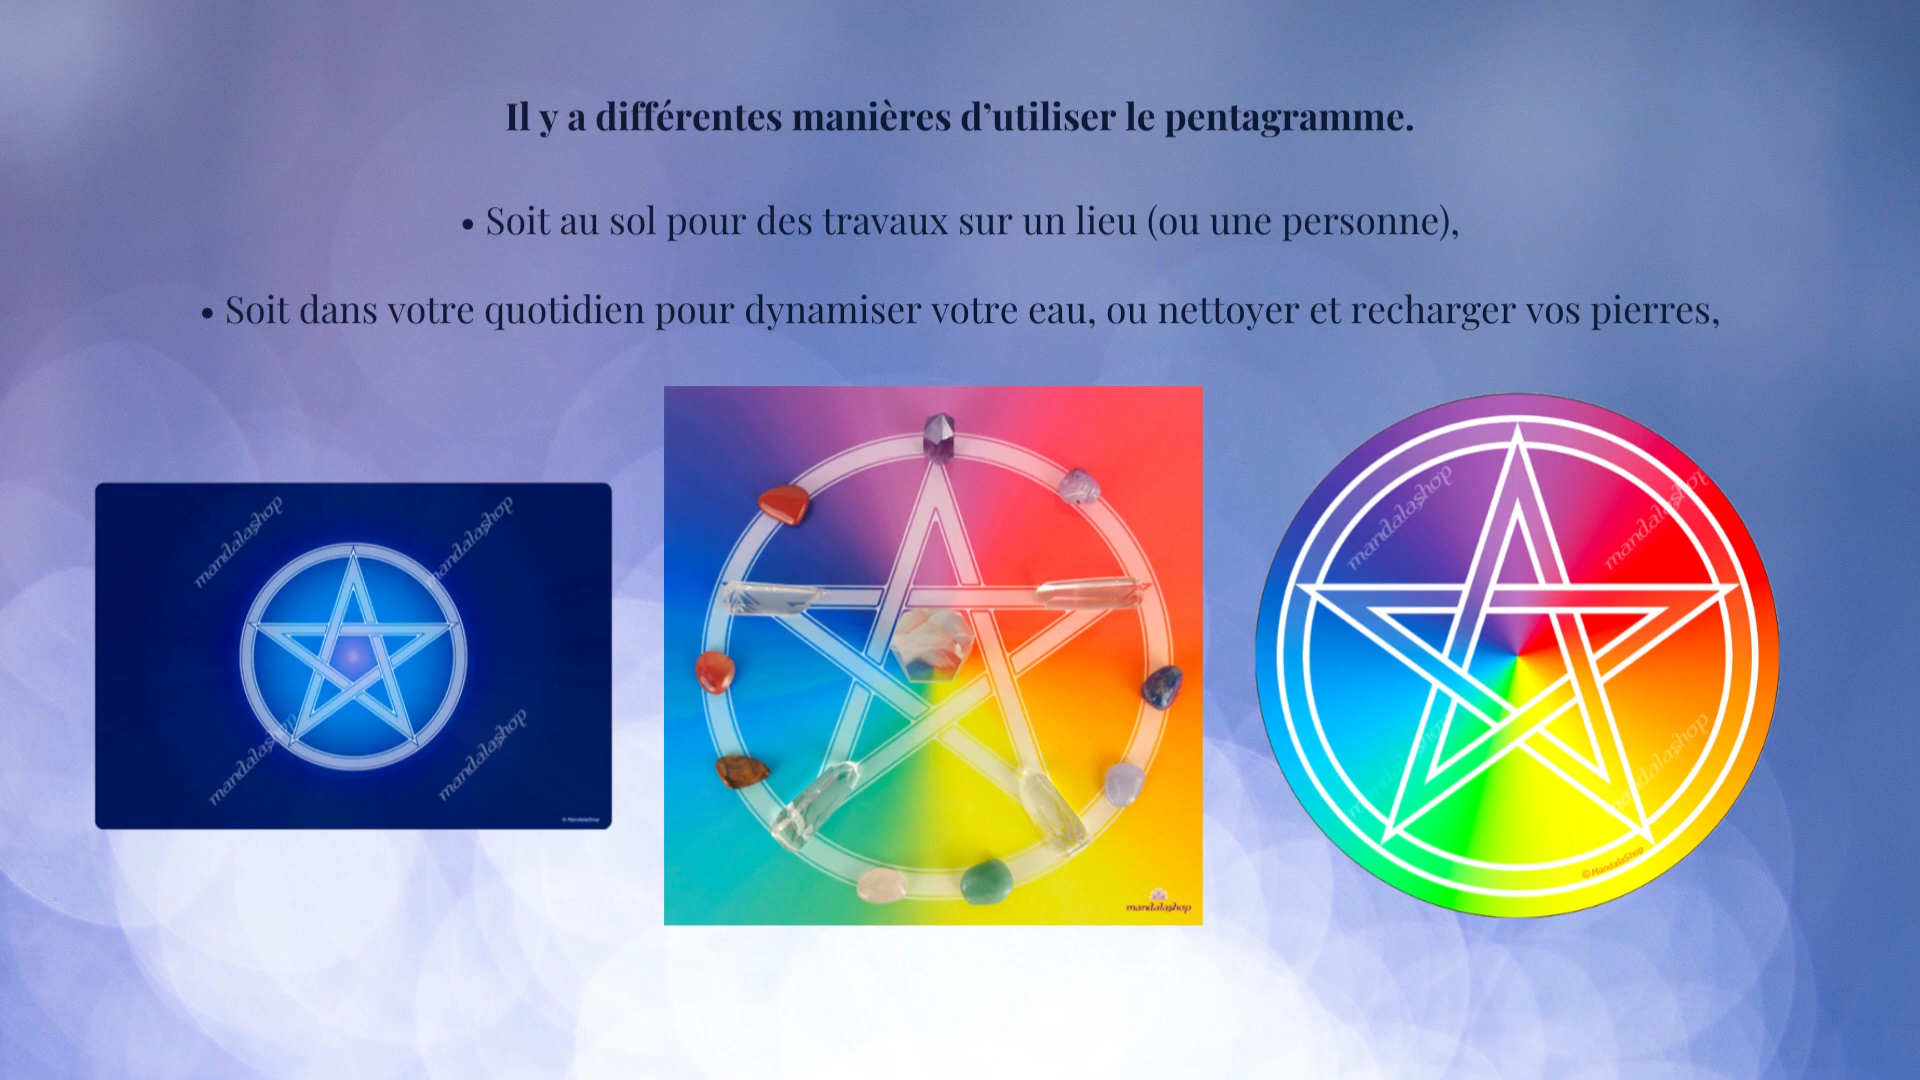 Il y a différentes manières d’utiliser le pentagramme.
• Soit au sol pour des travaux sur un lieu (ou une personne),
• Soit dans votre quotidien pour dynamiser votre eau, ou nettoyer et recharger vos pierres,
mandalashop
mandalashop
mandalashop
mandalashop
© MandalaShop
mandalashop
mandalashop
mandalashop
mandalashop
mandalashop
© MandalaShop